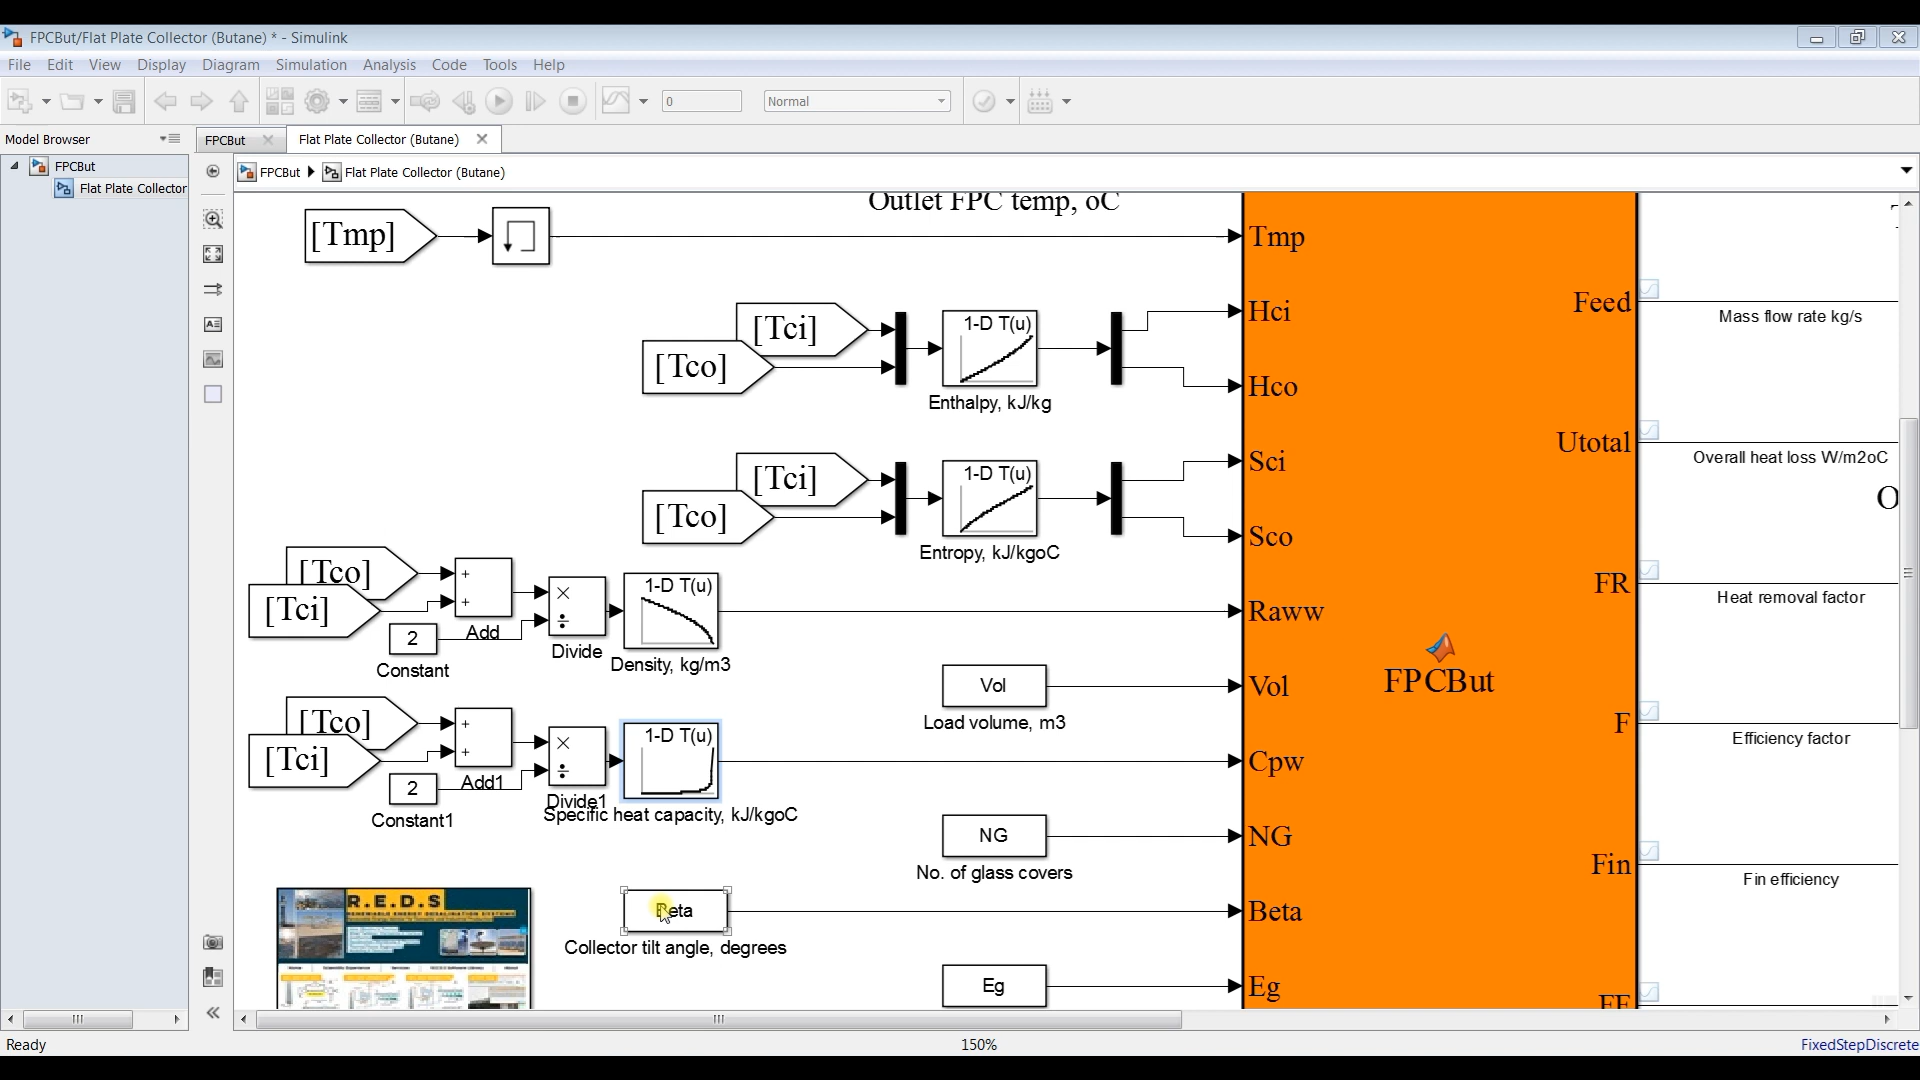 FPCBut/Flat Plate Collector (Butane) * - Simulink
File Edit View Display Diagram Simulation Analysis Code Tools Help
0 Normal
Model Browser
FPCBut Flat Plate Collector (Butane)
FPCBut
Flat Plate Collector
FPCBut Flat Plate Collector (Butane)
Outlet FPC temp, oC
[Tmp] Tmp
[Tci] 1-D T(u) Hci
[Tco] Hco
Enthalpy, kJ/kg
[Tci] 1-D T(u) Sci
[Tco] Sco
Entropy, kJ/kgoC
[Tco] + × 1-D T(u)
[Tci] + ÷ Raww
2 Add
Constant Divide Density, kg/m3
Vol Vol
Load volume, m3
[Tco] + × 1-D T(u)
[Tci] + ÷ Cpw
2 Add1
Constant1 Divide1
Specific heat capacity, kJ/kgoC
NG NG
No. of glass covers
R.E.D.S
Beta Beta
Collector tilt angle, degrees
Eg Eg
FPCBut
Feed
Mass flow rate kg/s
Utotal
Overall heat loss W/m2oC
O
FR
Heat removal factor
F
Efficiency factor
Fin
Fin efficiency
Ready 150% FixedStepDiscrete